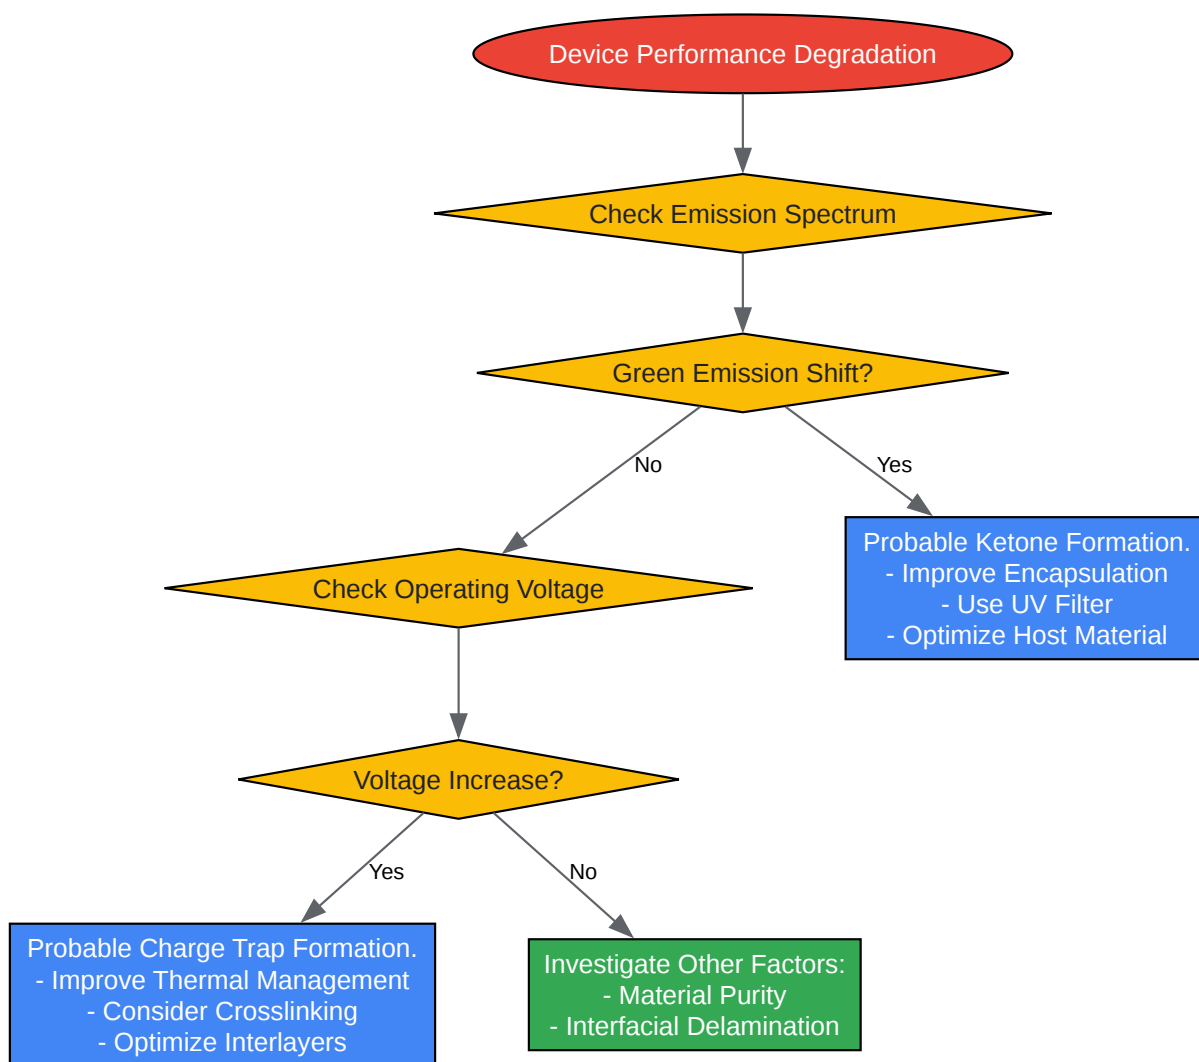 Device Performance Degradation
Check Emission Spectrum
Green Emission Shift?
No
Yes
Probable Ketone Formation.
- Improve Encapsulation
- Use UV Filter
- Optimize Host Material
Check Operating Voltage
Voltage Increase?
Yes
No
Probable Charge Trap Formation.
- Improve Thermal Management
- Consider Crosslinking
- Optimize Interlayers
Investigate Other Factors:
- Material Purity
- Interfacial Delamination